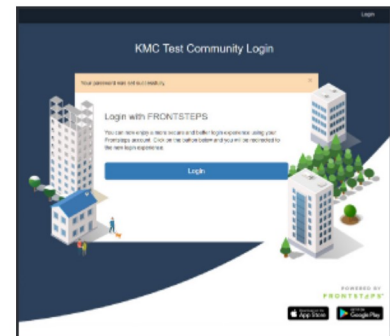 Login
KMC Test Community Login
Your password was set successfully.
Login with FRONTSTEPS
You can now enjoy a more secure and better login experience using your
Frontsteps account. Click on the button below and you will be redirected to
the new login experience.
Login
POWERED BY
FRONTSTEPS
App Store
Google Play